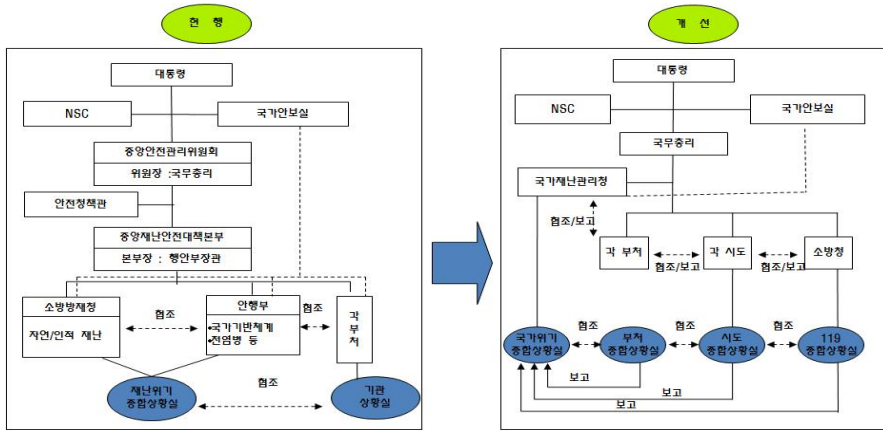 현 행
대통령
NSC
국가안보실
중앙안전관리위원회
위원장 :국무총리
안전정책관
중앙재난안전대책본부
본부장 : 행안부장관
소방방재청
자연/인적 재난
협조
안행부
•국가기반체계
•전염병 등
협조
각
부
처
재난위기
종합상황실
협조
기관
상황실
개 선
대통령
NSC
국가안보실
국무총리
국가재난관리청
협조/보고
각 부처
협조/보고
각 시도
협조/보고
소방청
국가위기
종합상황실
협조
부처
종합상황실
협조
시도
종합상황실
협조
119
종합상황실
보고
보고
보고